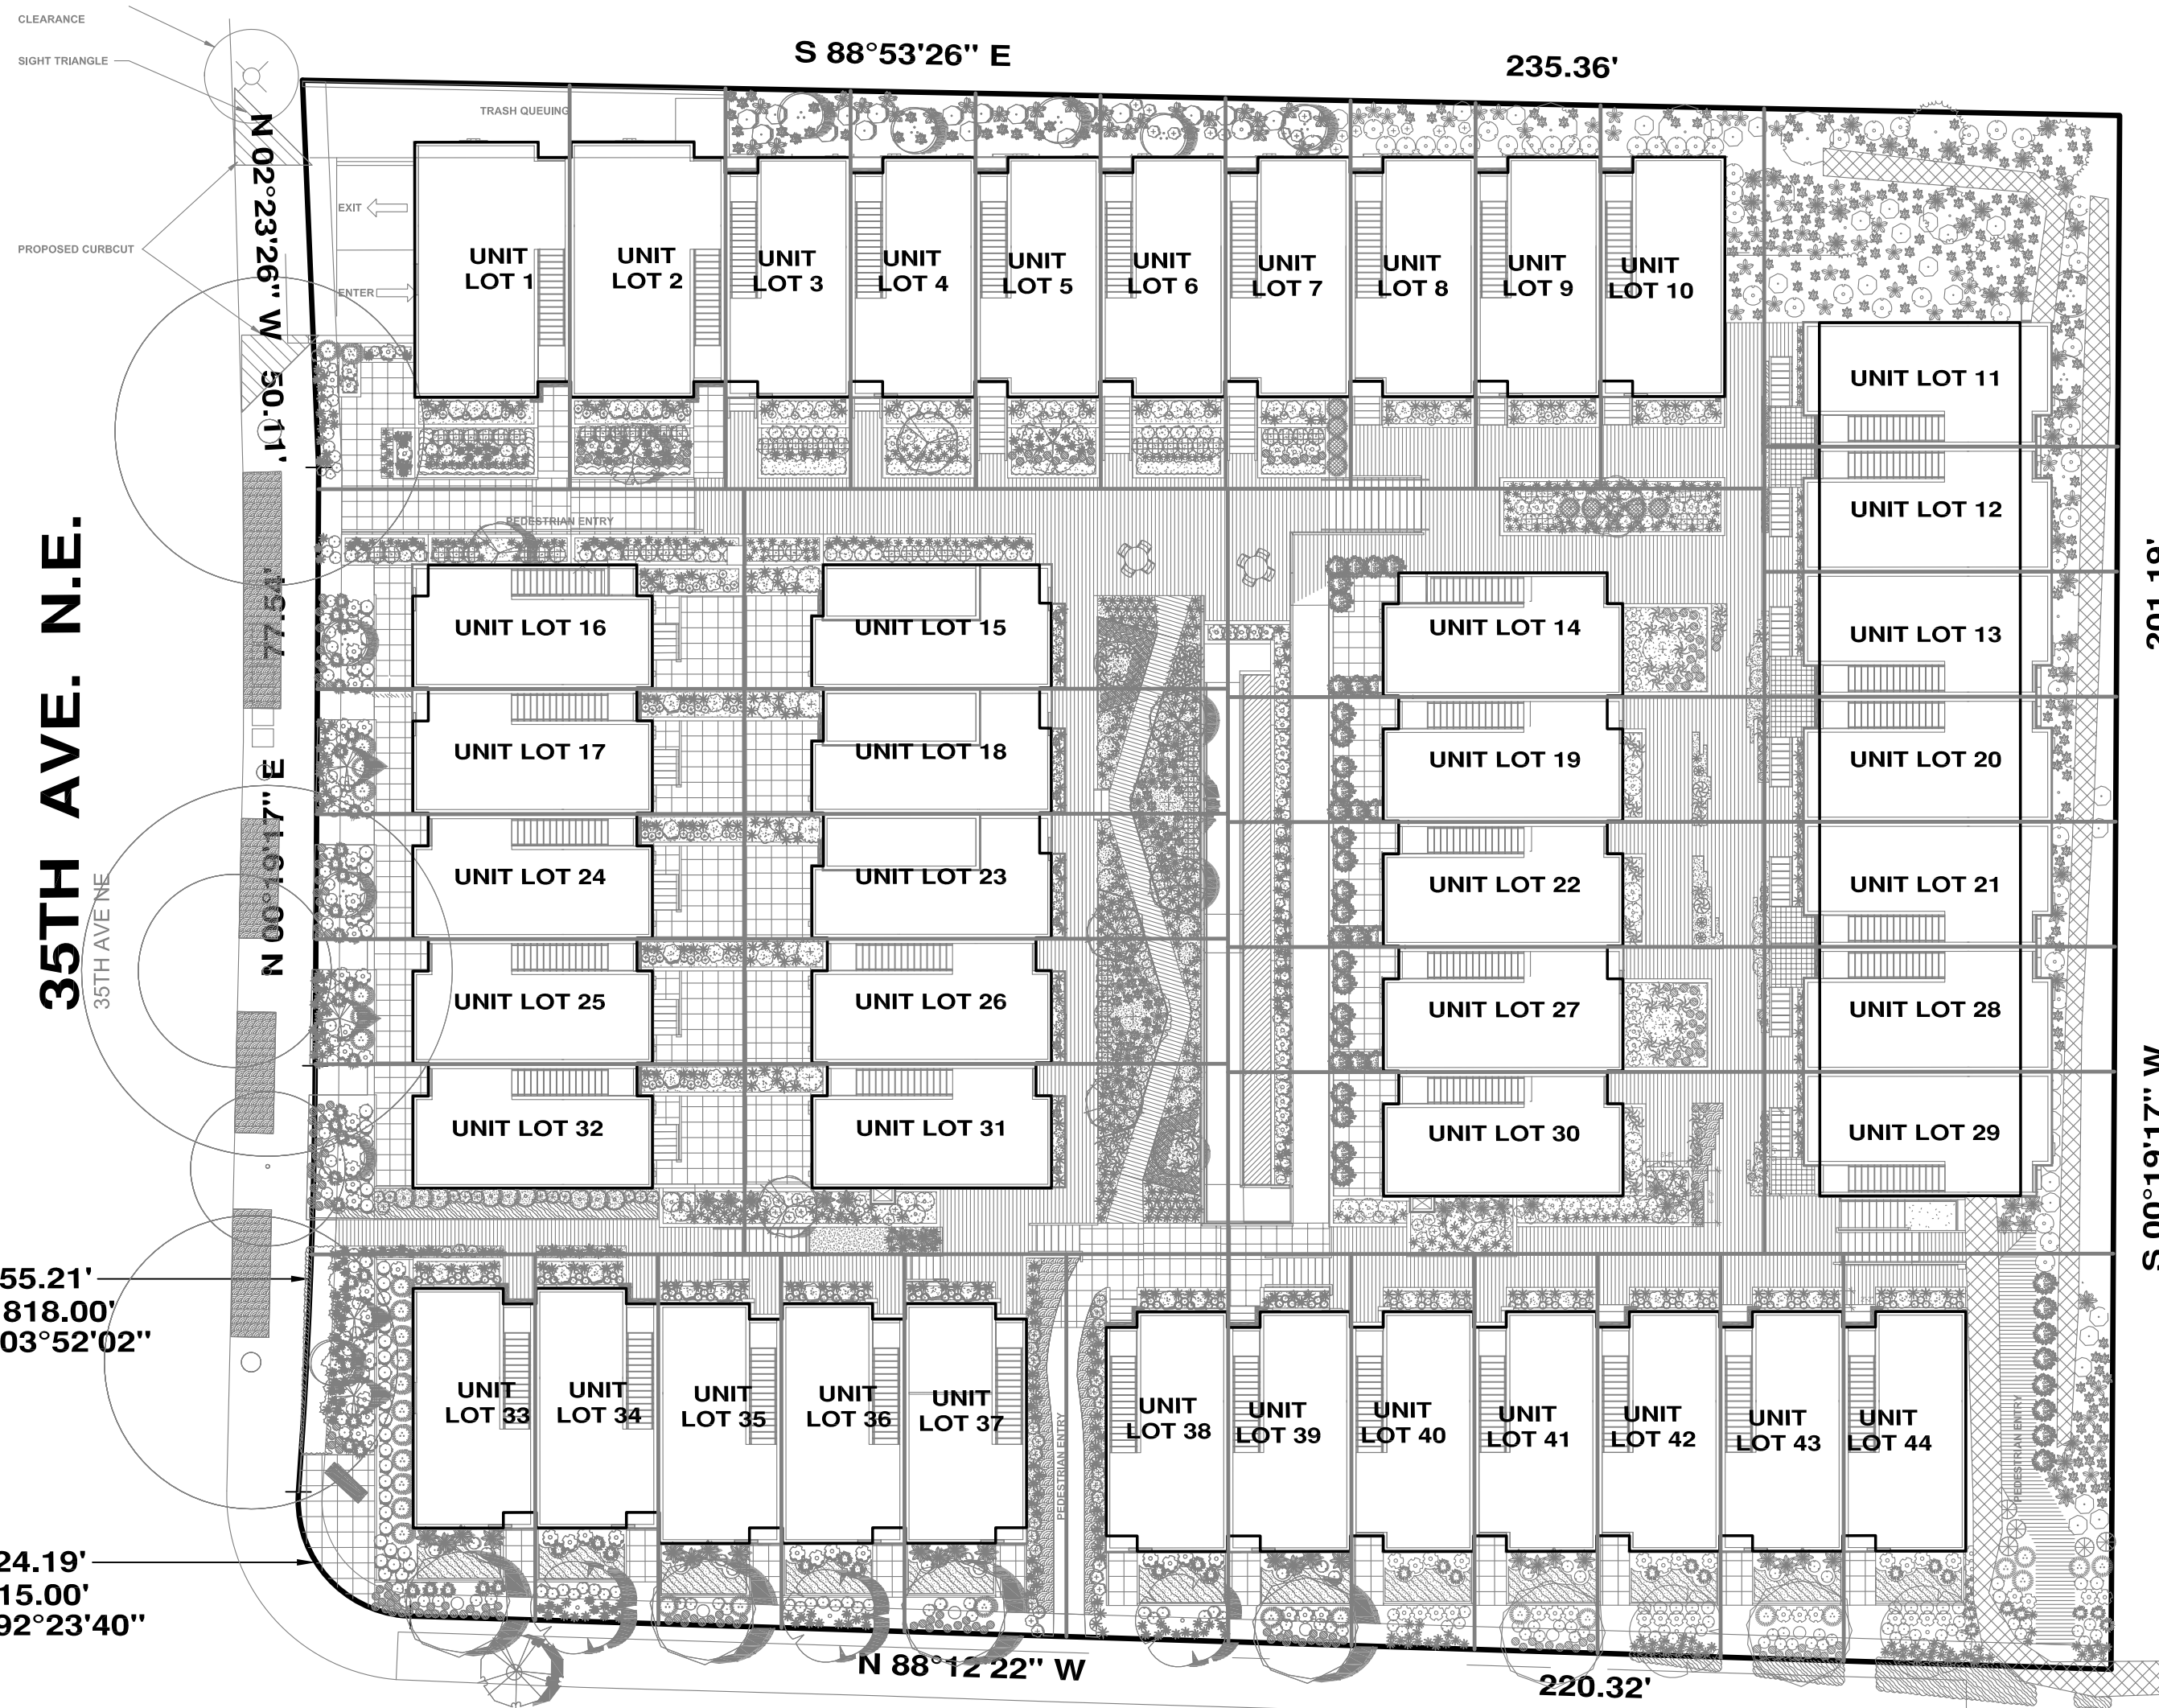 CLEARANCE
SIGHT TRIANGLE
S 88°53'26" E
235.36'
TRASH QUEUING
N 02°23'26" W 50.11'
EXIT
PROPOSED CURBCUT
ENTER
UNIT
LOT 1
UNIT
LOT 2
UNIT
LOT 3
UNIT
LOT 4
UNIT
LOT 5
UNIT
LOT 6
UNIT
LOT 7
UNIT
LOT 8
UNIT
LOT 9
UNIT
LOT 10
UNIT LOT 11
UNIT LOT 12
UNIT LOT 13
PEDESTRIAN ENTRY
35TH AVE. N.E.
35TH AVE NE
77.54'
N 00°19'17" E
UNIT LOT 16
UNIT LOT 15
UNIT LOT 14
UNIT LOT 17
UNIT LOT 18
UNIT LOT 19
UNIT LOT 20
UNIT LOT 24
UNIT LOT 23
UNIT LOT 22
UNIT LOT 21
UNIT LOT 25
UNIT LOT 26
UNIT LOT 27
UNIT LOT 28
UNIT LOT 32
UNIT LOT 31
UNIT LOT 30
UNIT LOT 29
S 00°19'17" W
55.21'
818.00'
03°52'02"
UNIT
LOT 33
UNIT
LOT 34
UNIT
LOT 35
UNIT
LOT 36
UNIT
LOT 37
PEDESTRIAN ENTRY
UNIT
LOT 38
UNIT
LOT 39
UNIT
LOT 40
UNIT
LOT 41
UNIT
LOT 42
UNIT
LOT 43
UNIT
LOT 44
PEDESTRIAN ENTRY
24.19'
15.00'
92°23'40"
N 88°12'22" W
220.32'